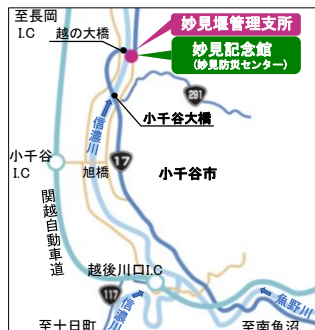 至長岡
I.C
越の大橋
妙見堰管理支所
妙見記念館
(妙見防災センター)
291
信濃川
小千谷大橋
小千谷
I.C
旭橋
17
小千谷市
関越自動車道
越後川口I.C
魚野川
117
信濃川
至十日町
至南魚沼